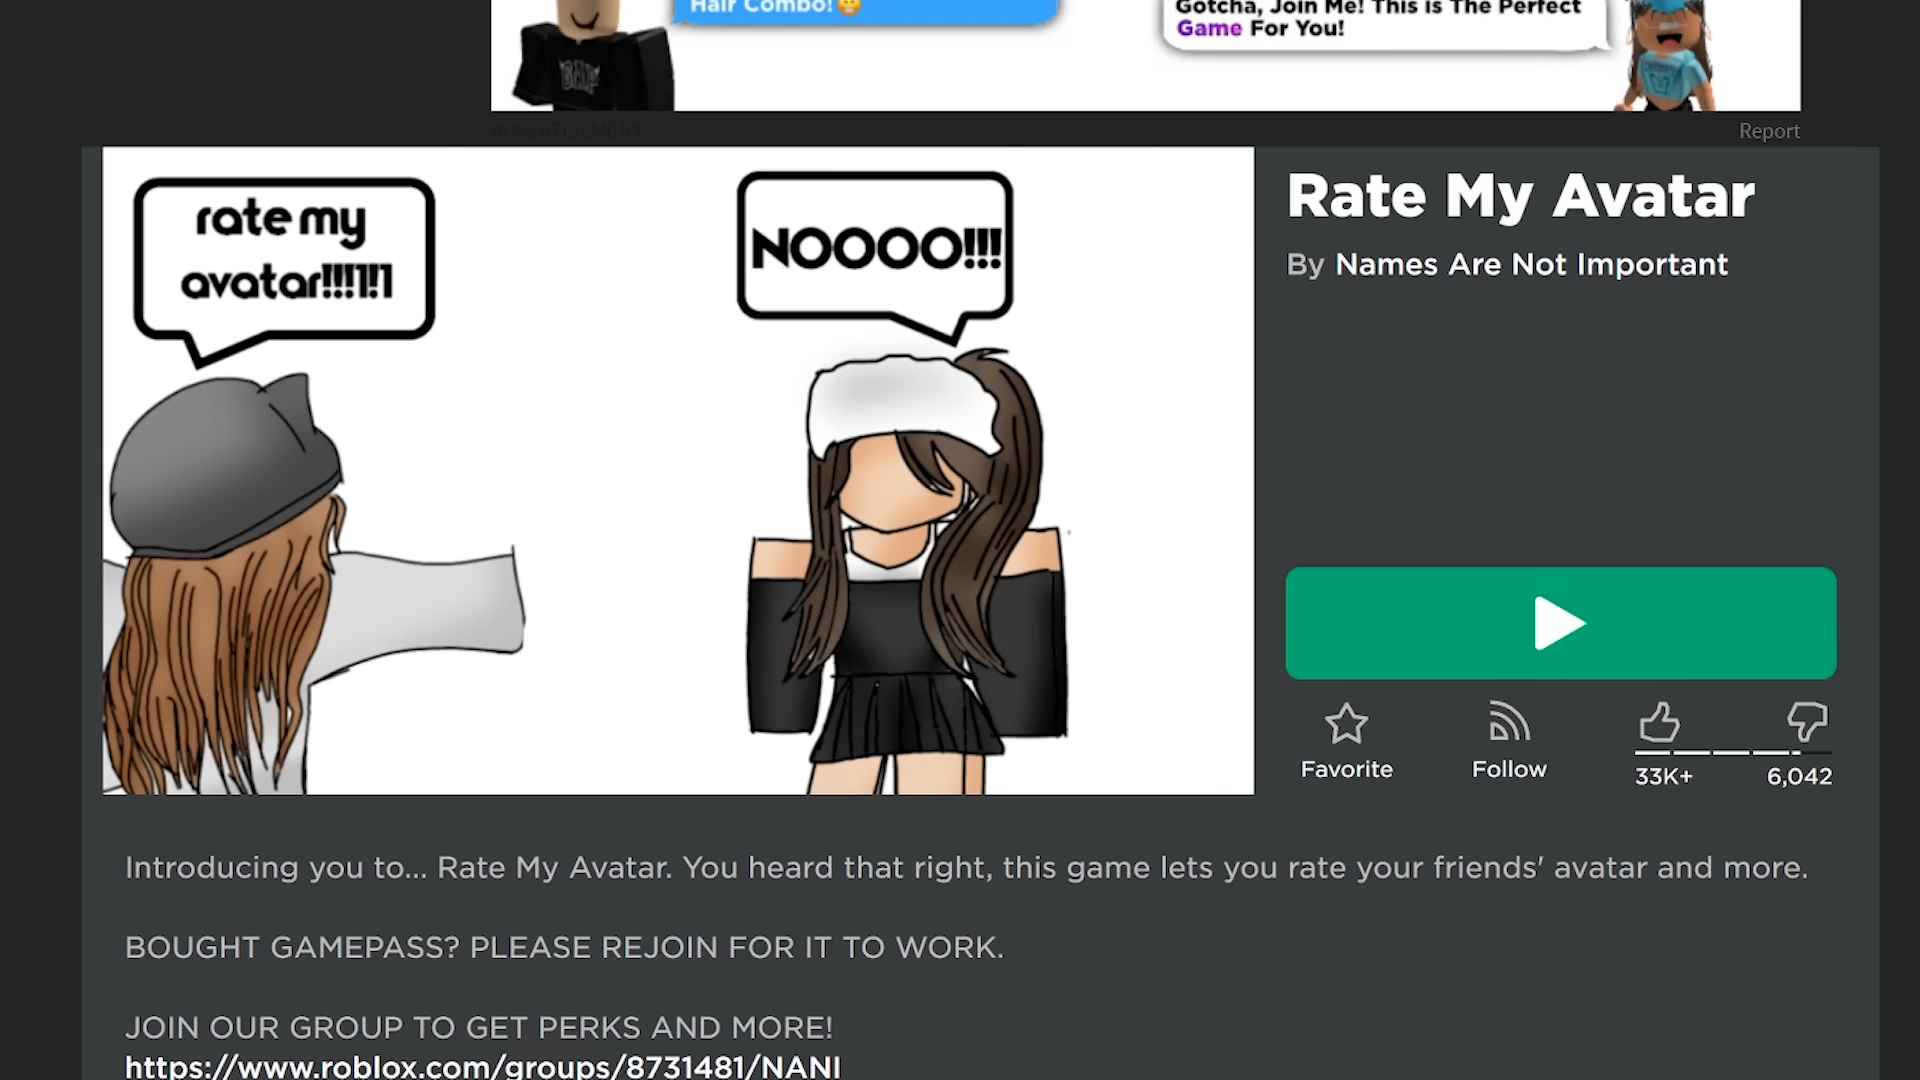 Hair Combo!
Gotcha, Join Me! This is The Perfect
Game For You!
ADVERTISEMENT
Report
rate my
avatar!!!1!1
NOOOO!!!
Rate My Avatar
By Names Are Not Important
Favorite
Follow
33K+
6,042
Introducing you to... Rate My Avatar. You heard that right, this game lets you rate your friends' avatar and more.
BOUGHT GAMEPASS? PLEASE REJOIN FOR IT TO WORK.
JOIN OUR GROUP TO GET PERKS AND MORE!
https://www.roblox.com/groups/8731481/NANI